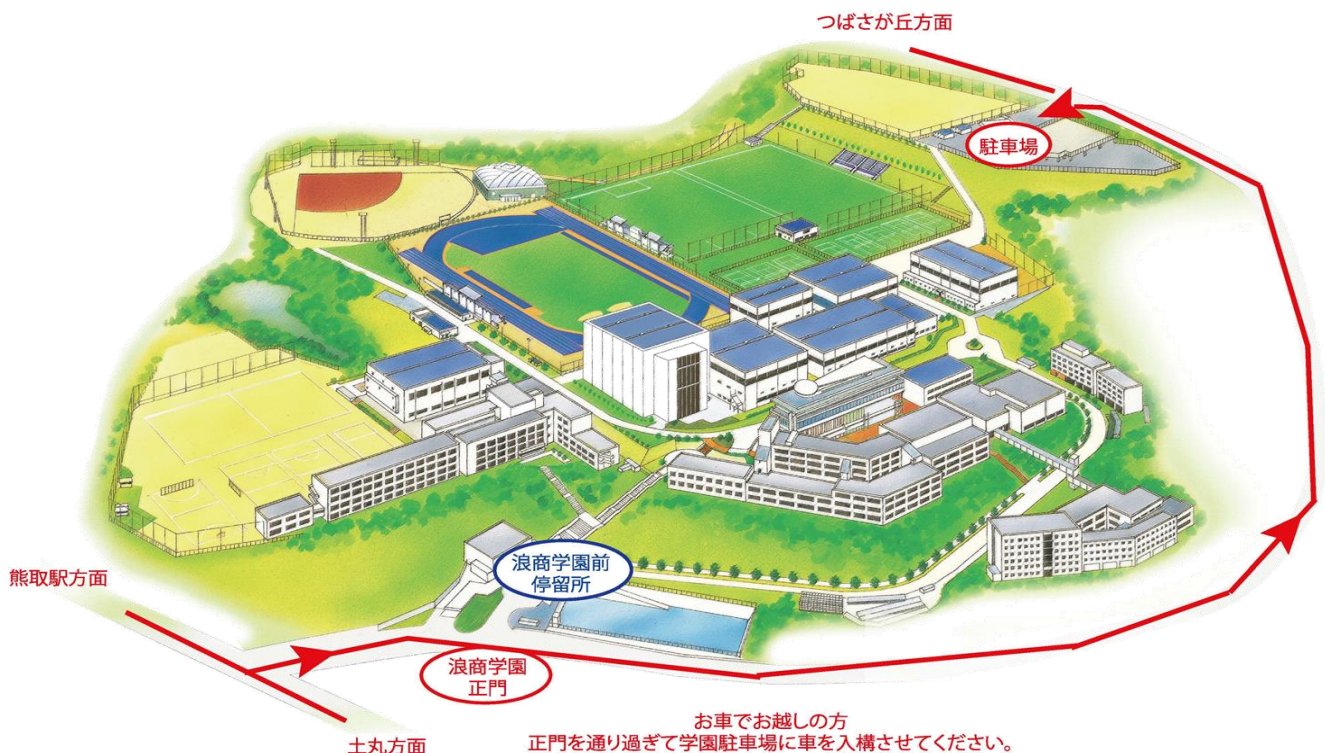 つばさが丘方面
駐車場
浪商学園前
停留所
熊取駅方面
浪商学園
正門
土丸方面
お車でお越しの方
正門を通り過ぎて学園駐車場に車を入構させてください。